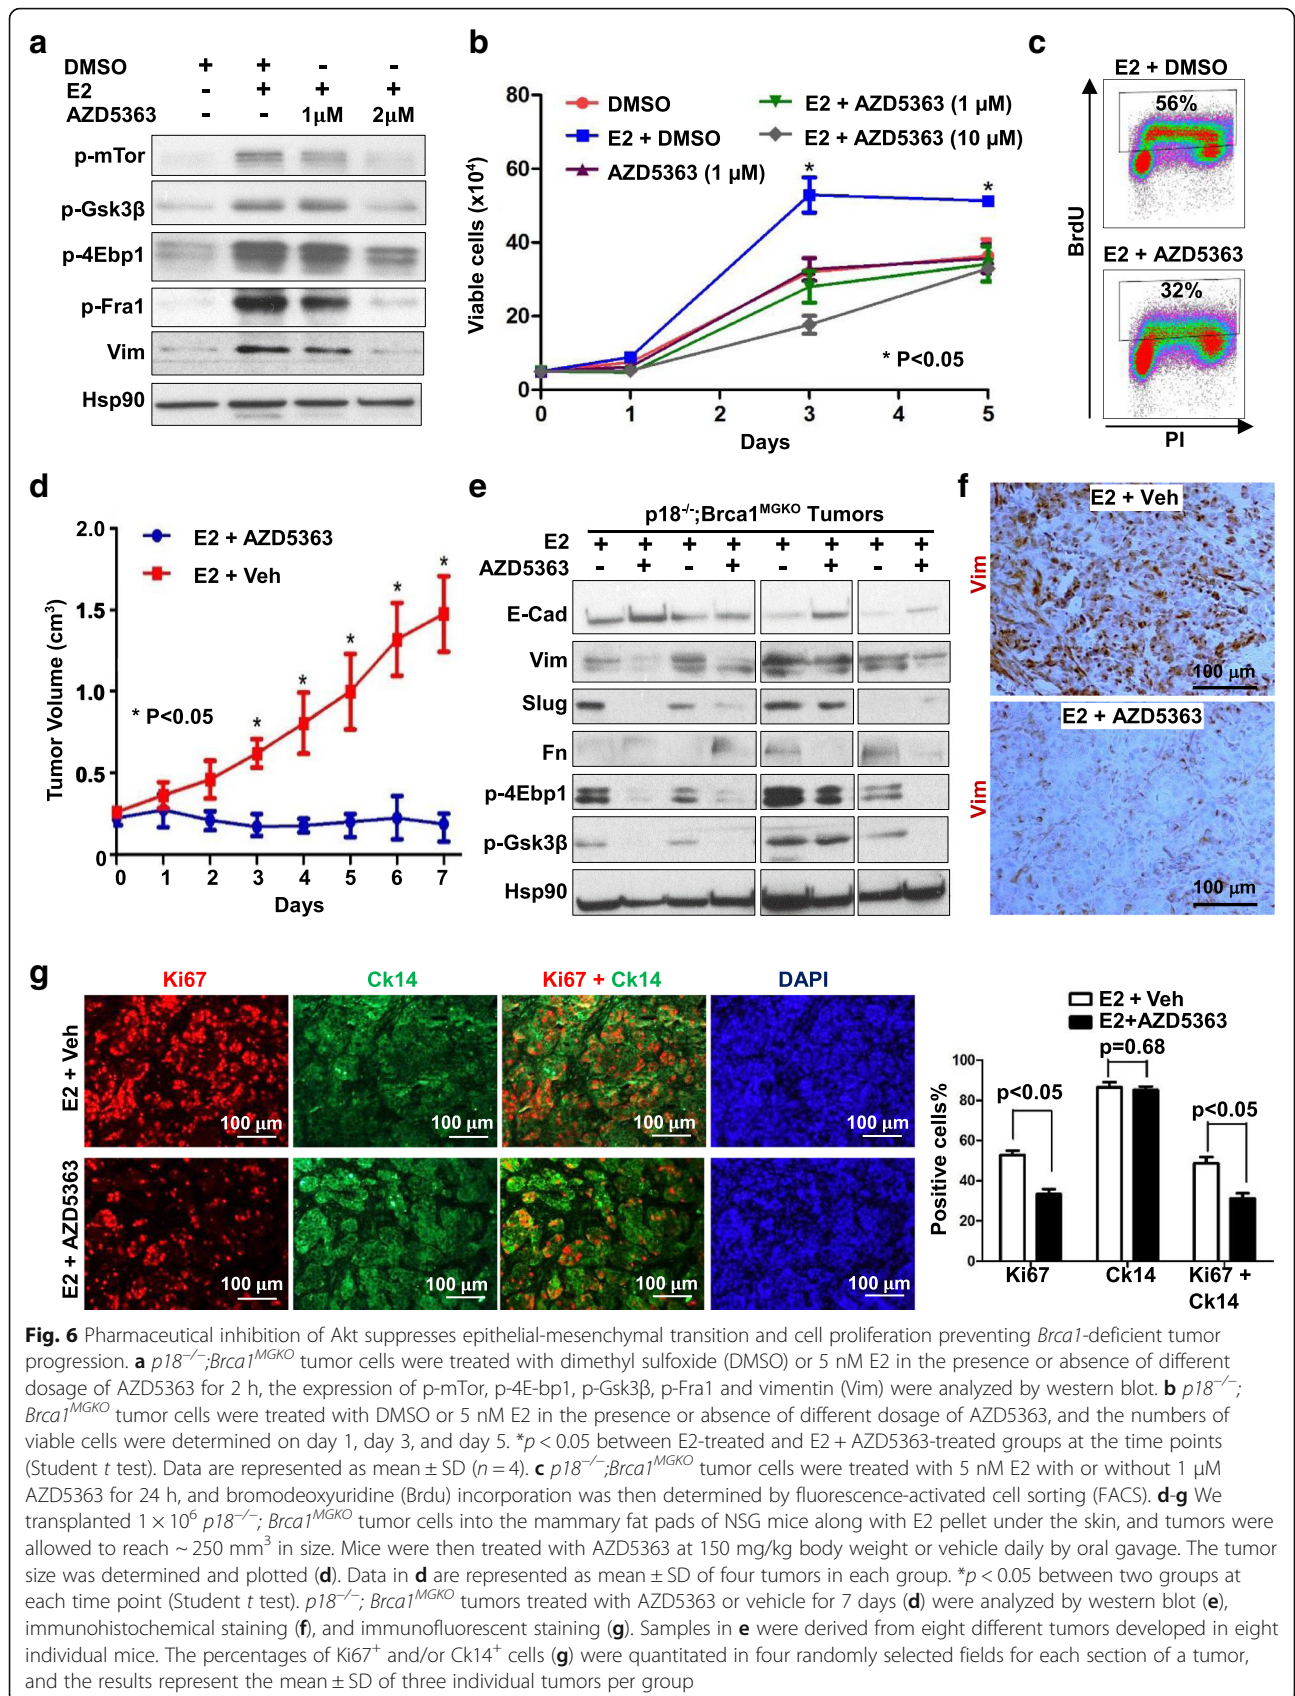 a
DMSO + + - -
E2 - + + +
AZD5363 - - 1µM 2µM
p-mTor
p-Gsk3β
p-4Ebp1
p-Fra1
Vim
Hsp90
b
80
60
40
20
0
Viable cells (x10⁴)
DMSO
E2 + DMSO
AZD5363 (1 µM)
E2 + AZD5363 (1 µM)
E2 + AZD5363 (10 µM)
* *
* P<0.05
0 1 2 3 4 5
Days
c
E2 + DMSO
56%
E2 + AZD5363
32%
BrdU
PI
d
2.0
1.5
1.0
0.5
0
Tumor Volume (cm³)
E2 + AZD5363
E2 + Veh
* * * * *
* P<0.05
0 1 2 3 4 5 6 7
Days
e
p18⁻/⁻;Brca1ᴹᴳᴷᴼ Tumors
E2 + + + + + + + +
AZD5363 - + - + - + - +
E-Cad
Vim
Slug
Fn
p-4Ebp1
p-Gsk3β
Hsp90
f
E2 + Veh
Vim
100 µm
E2 + AZD5363
Vim
100 µm
g
Ki67 Ck14 Ki67 + Ck14 DAPI
E2 + Veh
100 µm 100 µm 100 µm 100 µm
E2 + AZD5363
100 µm 100 µm 100 µm 100 µm
E2 + Veh
E2+AZD5363
p=0.68
p<0.05
p<0.05
100
80
60
40
20
0
Positive cells%
Ki67 Ck14 Ki67 +
Ck14
Fig. 6 Pharmaceutical inhibition of Akt suppresses epithelial-mesenchymal transition and cell proliferation preventing Brca1-deficient tumor
progression. a p18⁻/⁻;Brca1ᴹᴳᴷᴼ tumor cells were treated with dimethyl sulfoxide (DMSO) or 5 nM E2 in the presence or absence of different
dosage of AZD5363 for 2 h, the expression of p-mTor, p-4E-bp1, p-Gsk3β, p-Fra1 and vimentin (Vim) were analyzed by western blot. b p18⁻/⁻;
Brca1ᴹᴳᴷᴼ tumor cells were treated with DMSO or 5 nM E2 in the presence or absence of different dosage of AZD5363, and the numbers of
viable cells were determined on day 1, day 3, and day 5. *p < 0.05 between E2-treated and E2 + AZD5363-treated groups at the time points
(Student t test). Data are represented as mean ± SD (n = 4). c p18⁻/⁻;Brca1ᴹᴳᴷᴼ tumor cells were treated with 5 nM E2 with or without 1 µM
AZD5363 for 24 h, and bromodeoxyuridine (Brdu) incorporation was then determined by fluorescence-activated cell sorting (FACS). d-g We
transplanted 1 × 10⁶ p18⁻/⁻; Brca1ᴹᴳᴷᴼ tumor cells into the mammary fat pads of NSG mice along with E2 pellet under the skin, and tumors were
allowed to reach ~ 250 mm³ in size. Mice were then treated with AZD5363 at 150 mg/kg body weight or vehicle daily by oral gavage. The tumor
size was determined and plotted (d). Data in d are represented as mean ± SD of four tumors in each group. *p < 0.05 between two groups at
each time point (Student t test). p18⁻/⁻; Brca1ᴹᴳᴷᴼ tumors treated with AZD5363 or vehicle for 7 days (d) were analyzed by western blot (e),
immunohistochemical staining (f), and immunofluorescent staining (g). Samples in e were derived from eight different tumors developed in eight
individual mice. The percentages of Ki67⁺ and/or Ck14⁺ cells (g) were quantitated in four randomly selected fields for each section of a tumor,
and the results represent the mean ± SD of three individual tumors per group